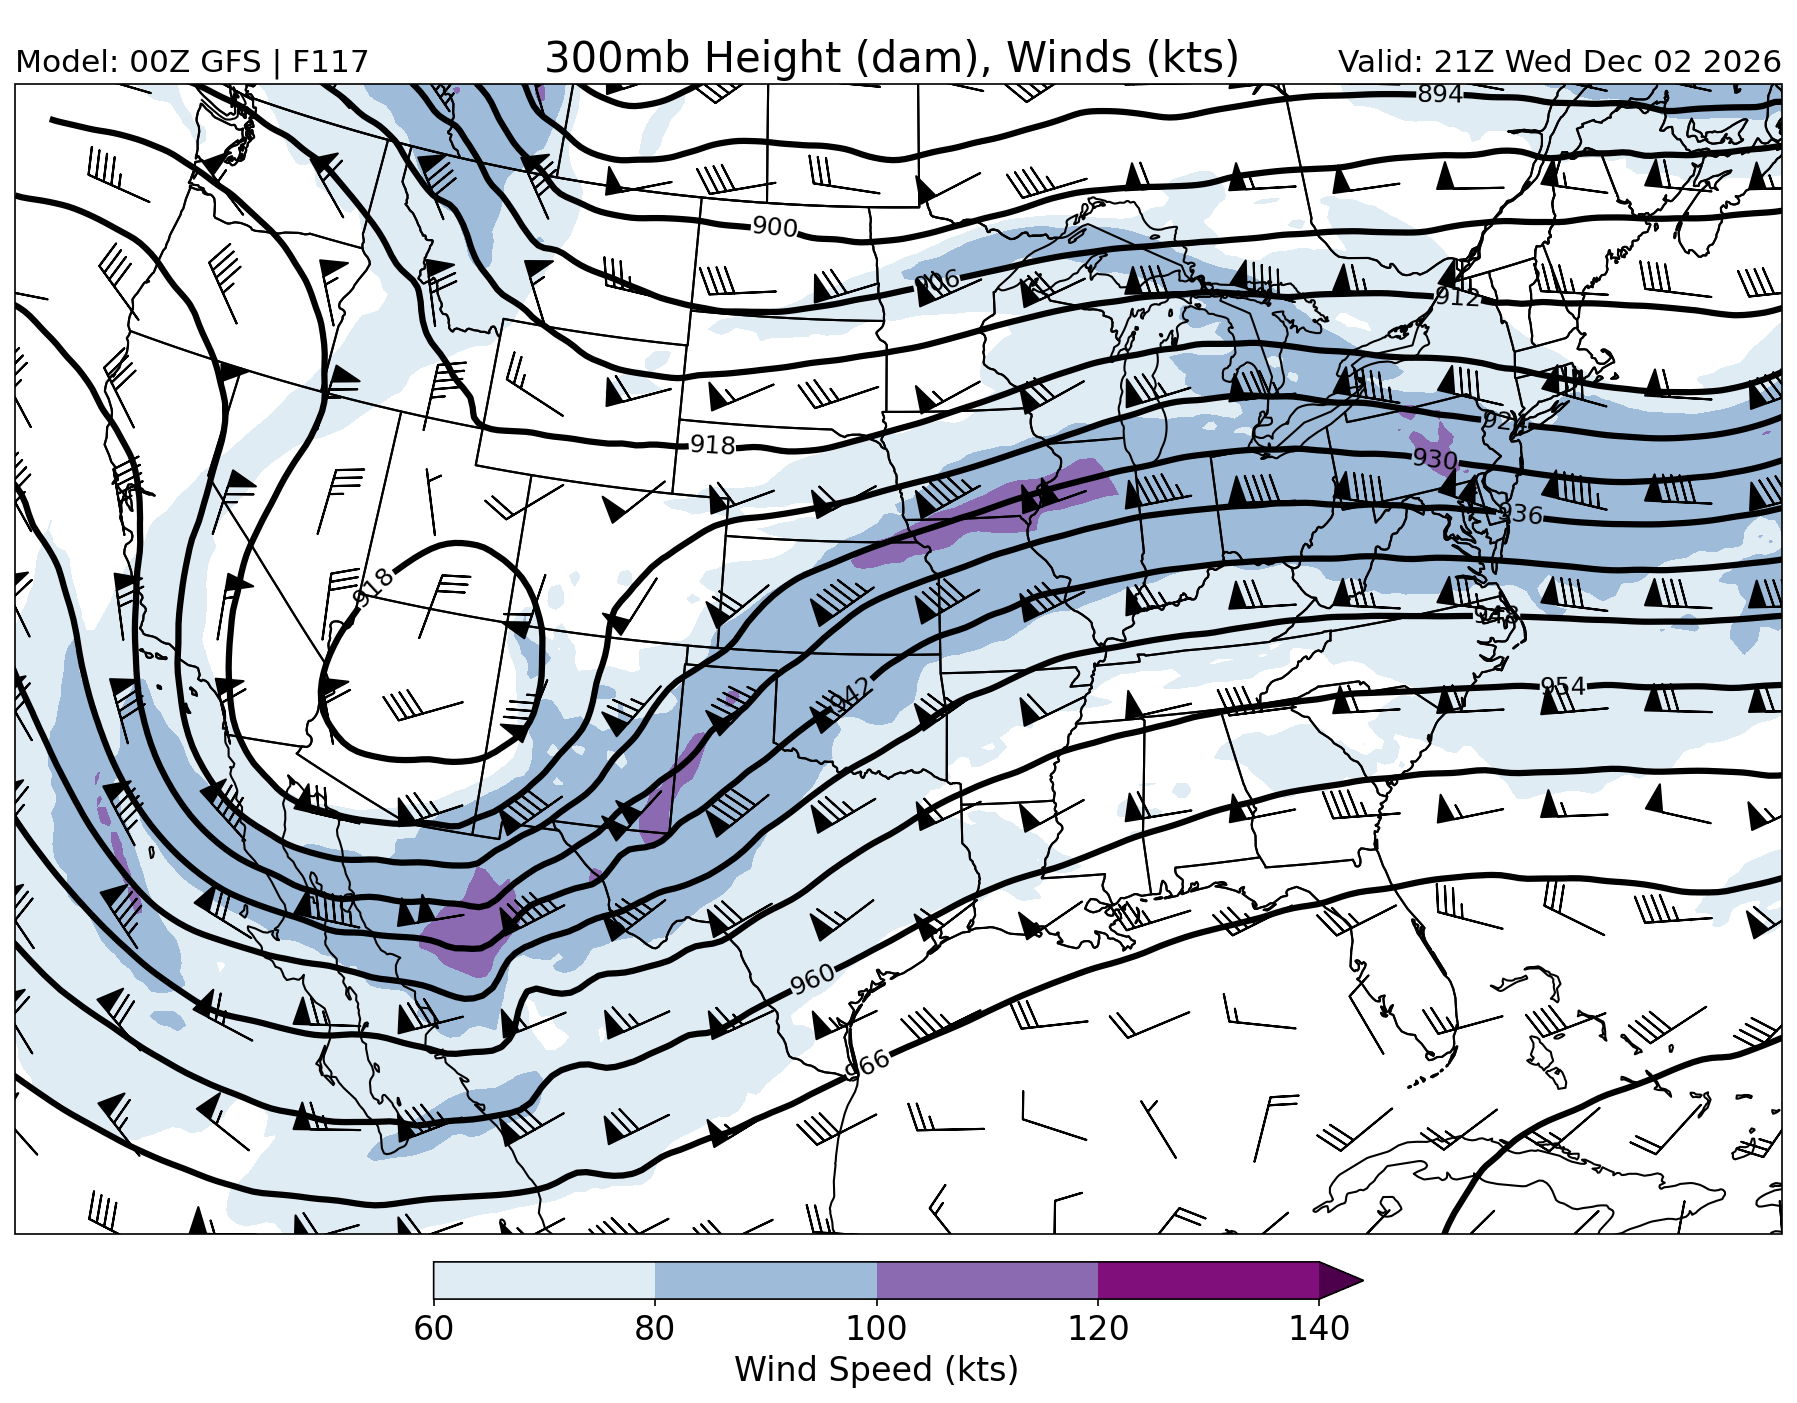 Model: 00Z GFS | F117
300mb Height (dam), Winds (kts)
Valid: 21Z Wed Dec 02 2026
894
900
906
912
918
924
930
936
918
948
942
954
960
966
60 80 100 120 140
Wind Speed (kts)